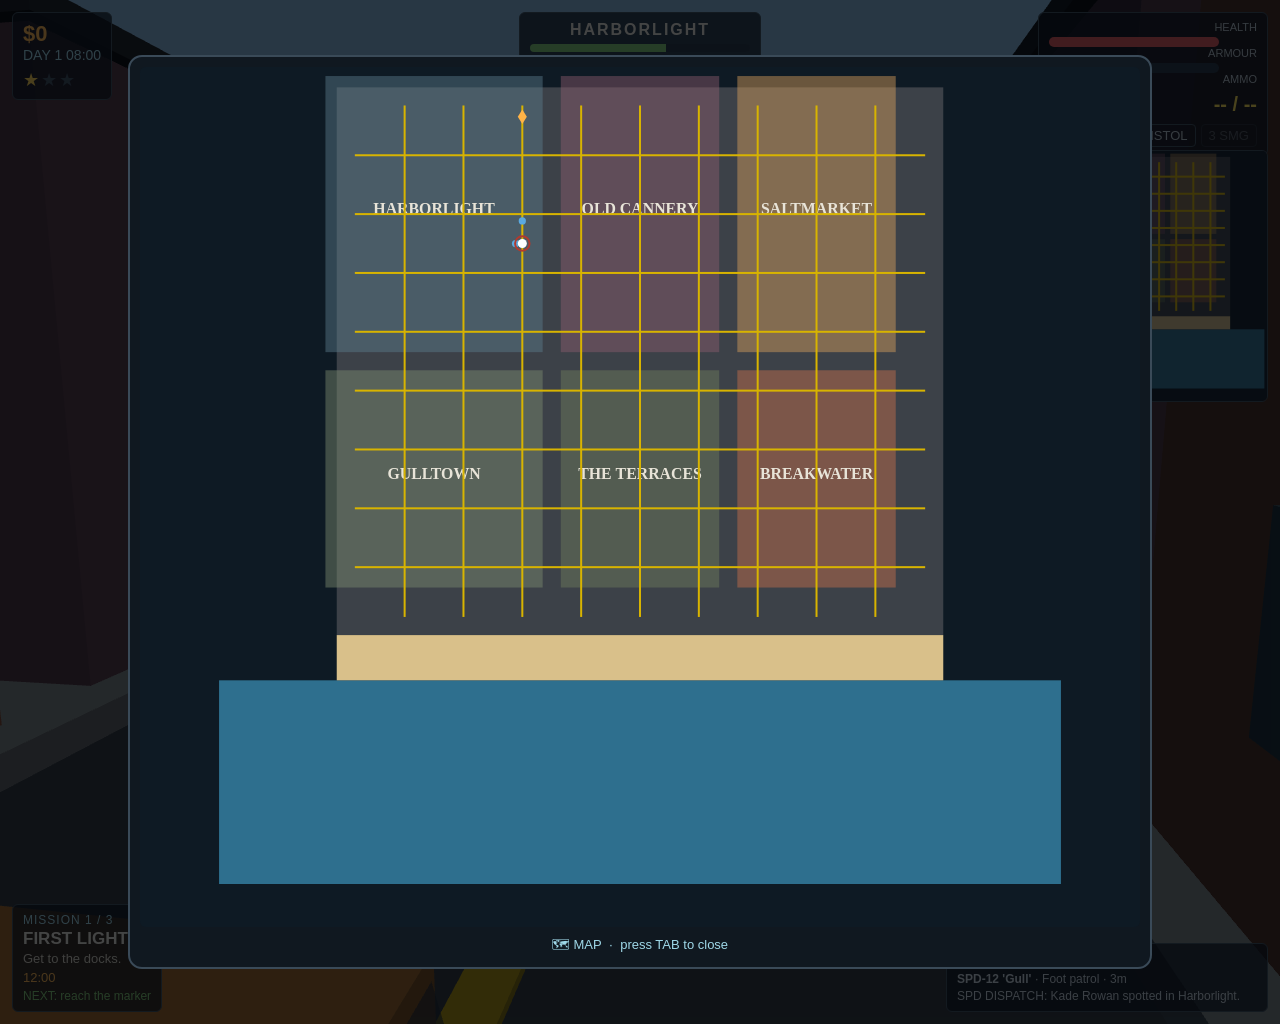 $0
DAY 1 08:00
★★★
HARBORLIGHT
HEALTH
ARMOUR
AMMO
-- / --
3 SMG
HARBORLIGHT
OLD CANNERY
SALTMARKET
GULLTOWN
THE TERRACES
BREAKWATER
MISSION 1 / 3
FIRST LIGHT
Get to the docks.
12:00
NEXT: reach the marker
🗺 MAP · press TAB to close
SPD-12 'Gull' · Foot patrol · 3m
SPD DISPATCH: Kade Rowan spotted in Harborlight.